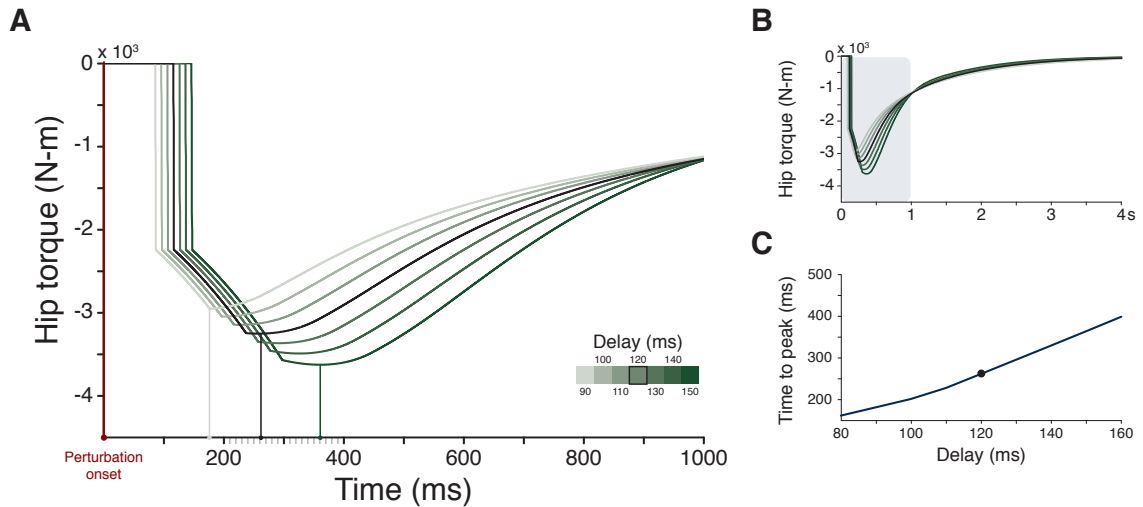 A
x 10³
0
-1
-2
-3
-4
Hip torque (N-m)
200
400
600
800
1000
Time (ms)
Perturbation
onset
Delay (ms)
100
120
140
90
110
130
150
B
x 10³
0
-1
-2
-3
-4
Hip torque (N-m)
0
1
2
3
4 s
C
500
400
300
200
Time to peak (ms)
80
100
120
140
160
Delay (ms)